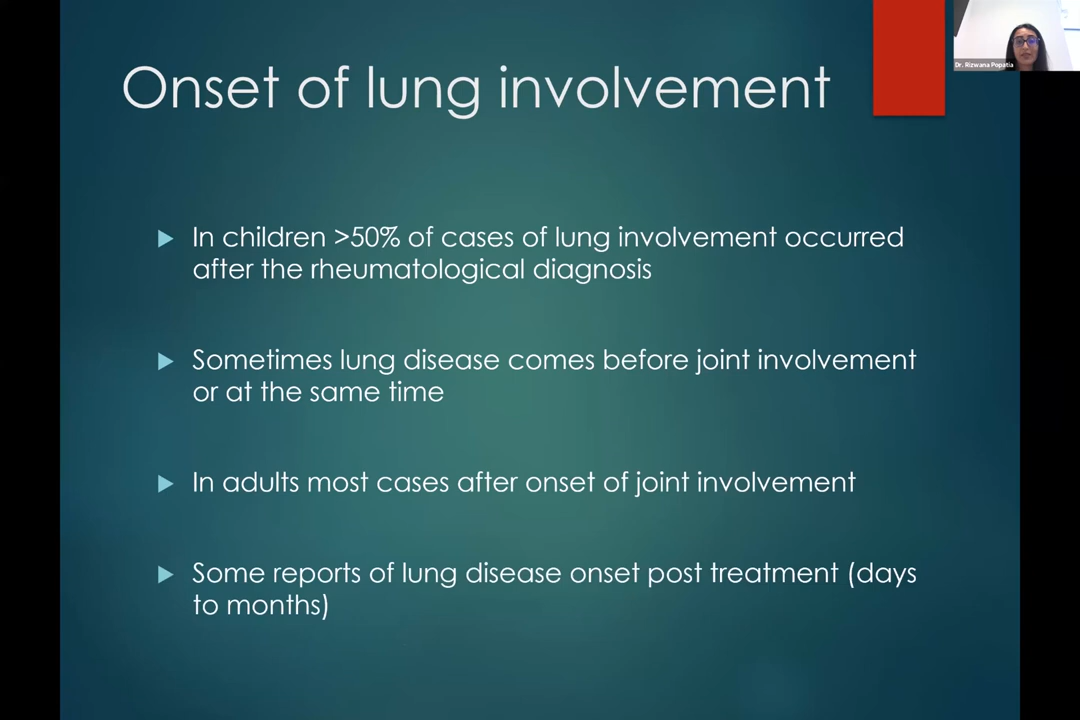 Onset of lung involvement
Dr. Rizwana Popatia
In children >50% of cases of lung involvement occurred
after the rheumatological diagnosis
Sometimes lung disease comes before joint involvement
or at the same time
In adults most cases after onset of joint involvement
Some reports of lung disease onset post treatment (days
to months)